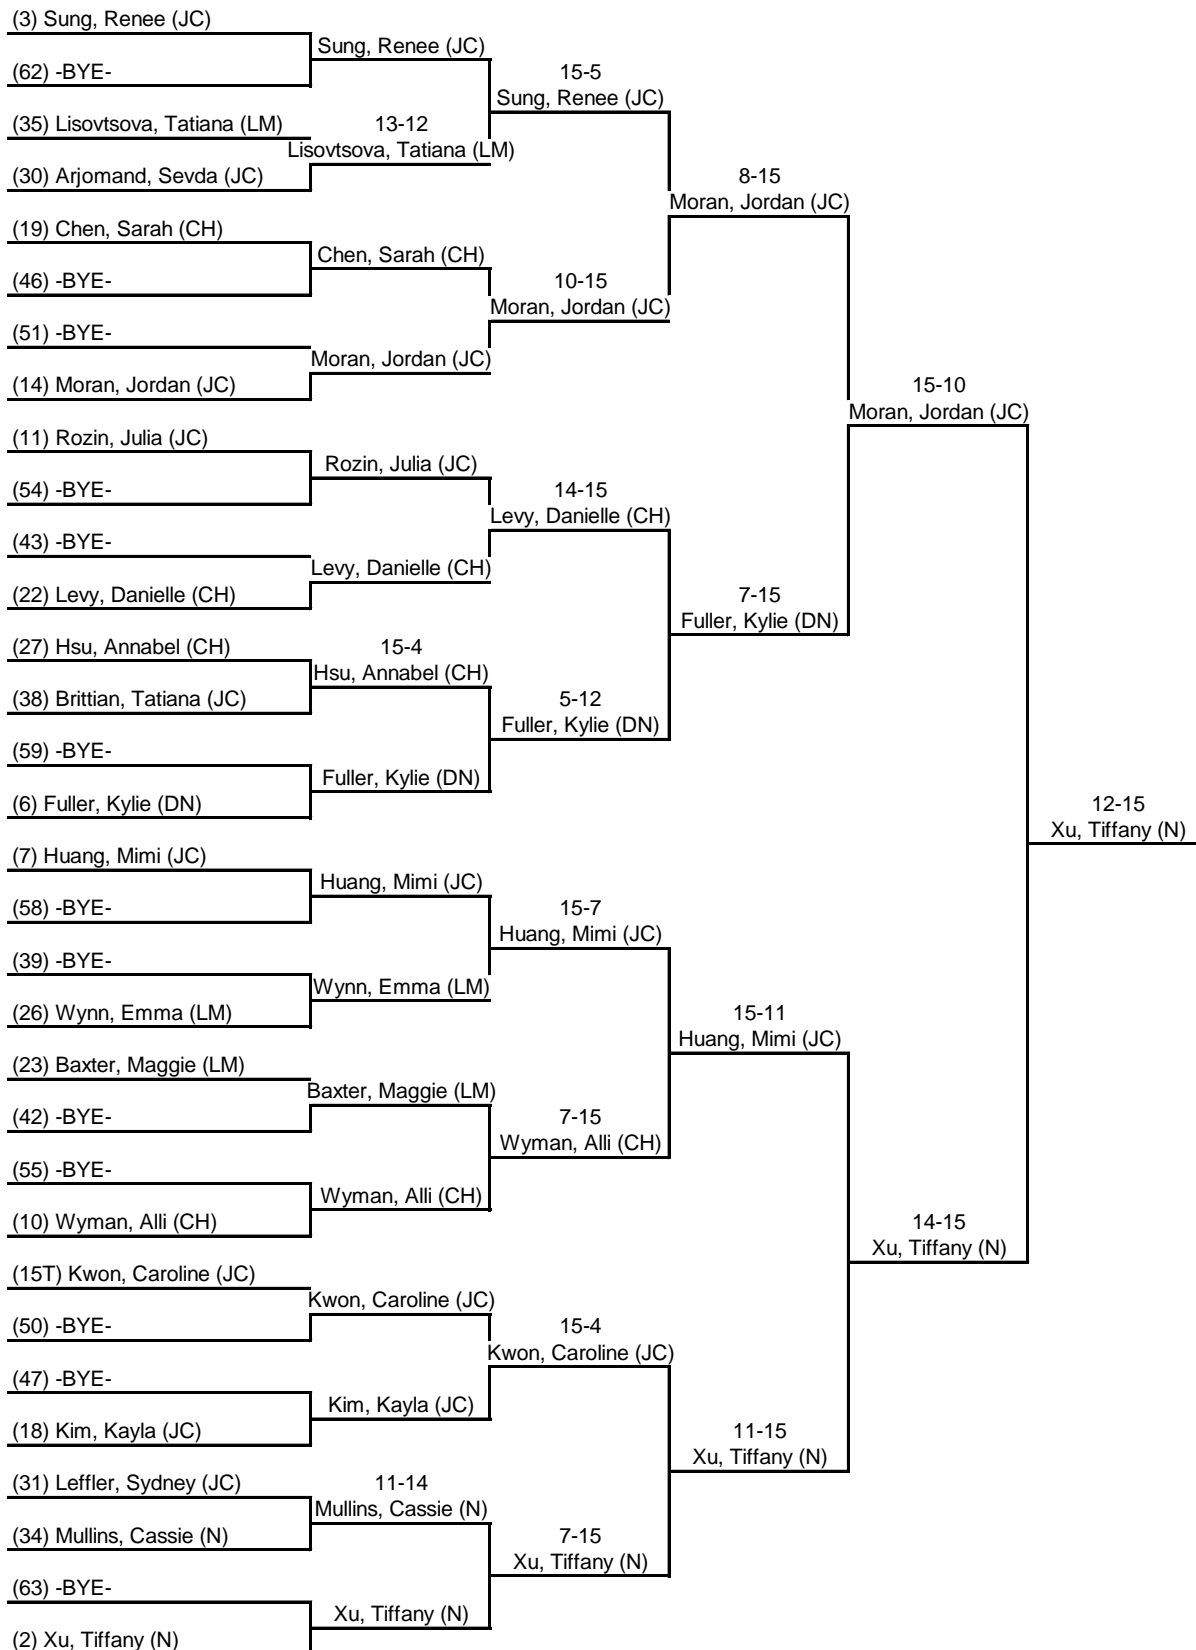 (3) Sung, Renee (JC)
(62) -BYE-
(35) Lisovtsova, Tatiana (LM)
(30) Arjomand, Sevda (JC)
(19) Chen, Sarah (CH)
(46) -BYE-
(51) -BYE-
(14) Moran, Jordan (JC)
(11) Rozin, Julia (JC)
(54) -BYE-
(43) -BYE-
(22) Levy, Danielle (CH)
(27) Hsu, Annabel (CH)
(38) Brittian, Tatiana (JC)
(59) -BYE-
(6) Fuller, Kylie (DN)
(7) Huang, Mimi (JC)
(58) -BYE-
(39) -BYE-
(26) Wynn, Emma (LM)
(23) Baxter, Maggie (LM)
(42) -BYE-
(55) -BYE-
(10) Wyman, Alli (CH)
(15T) Kwon, Caroline (JC)
(50) -BYE-
(47) -BYE-
(18) Kim, Kayla (JC)
(31) Leffler, Sydney (JC)
(34) Mullins, Cassie (N)
(63) -BYE-
(2) Xu, Tiffany (N)
Sung, Renee (JC)
13-12
Lisovtsova, Tatiana (LM)
Chen, Sarah (CH)
Moran, Jordan (JC)
Rozin, Julia (JC)
Levy, Danielle (CH)
15-4
Hsu, Annabel (CH)
Fuller, Kylie (DN)
Huang, Mimi (JC)
Wynn, Emma (LM)
Baxter, Maggie (LM)
Wyman, Alli (CH)
Kwon, Caroline (JC)
Kim, Kayla (JC)
11-14
Mullins, Cassie (N)
Xu, Tiffany (N)
15-5
Sung, Renee (JC)
10-15
Moran, Jordan (JC)
14-15
Levy, Danielle (CH)
5-12
Fuller, Kylie (DN)
15-7
Huang, Mimi (JC)
7-15
Wyman, Alli (CH)
15-4
Kwon, Caroline (JC)
7-15
Xu, Tiffany (N)
8-15
Moran, Jordan (JC)
7-15
Fuller, Kylie (DN)
15-11
Huang, Mimi (JC)
11-15
Xu, Tiffany (N)
15-10
Moran, Jordan (JC)
14-15
Xu, Tiffany (N)
12-15
Xu, Tiffany (N)